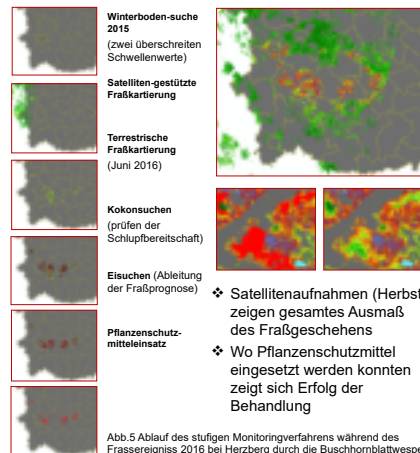 Winterboden-suche
2015
(zwei überschreiten
Schwellenwerte)
Satelliten-gestützte
Fraßkartierung
Terrestrische
Fraßkartierung
(Juni 2016)
Kokonsuchen
(prüfen der
Schlupfbereitschaft)
Eisuchen (Ableitung
der Fraßprognose)
Pflanzenschutz-
mitteleinsatz
❖ Satellitenaufnahmen (Herbst
zeigen gesamtes Ausmaß
des Fraßgeschehens
❖ Wo Pflanzenschutzmittel
eingesetzt werden konnten
zeigt sich Erfolg der
Behandlung
Abb.5 Ablauf des stufigen Monitoringverfahrens während des
Frassereigniss 2016 bei Herzberg durch die Buschhornblattwespe